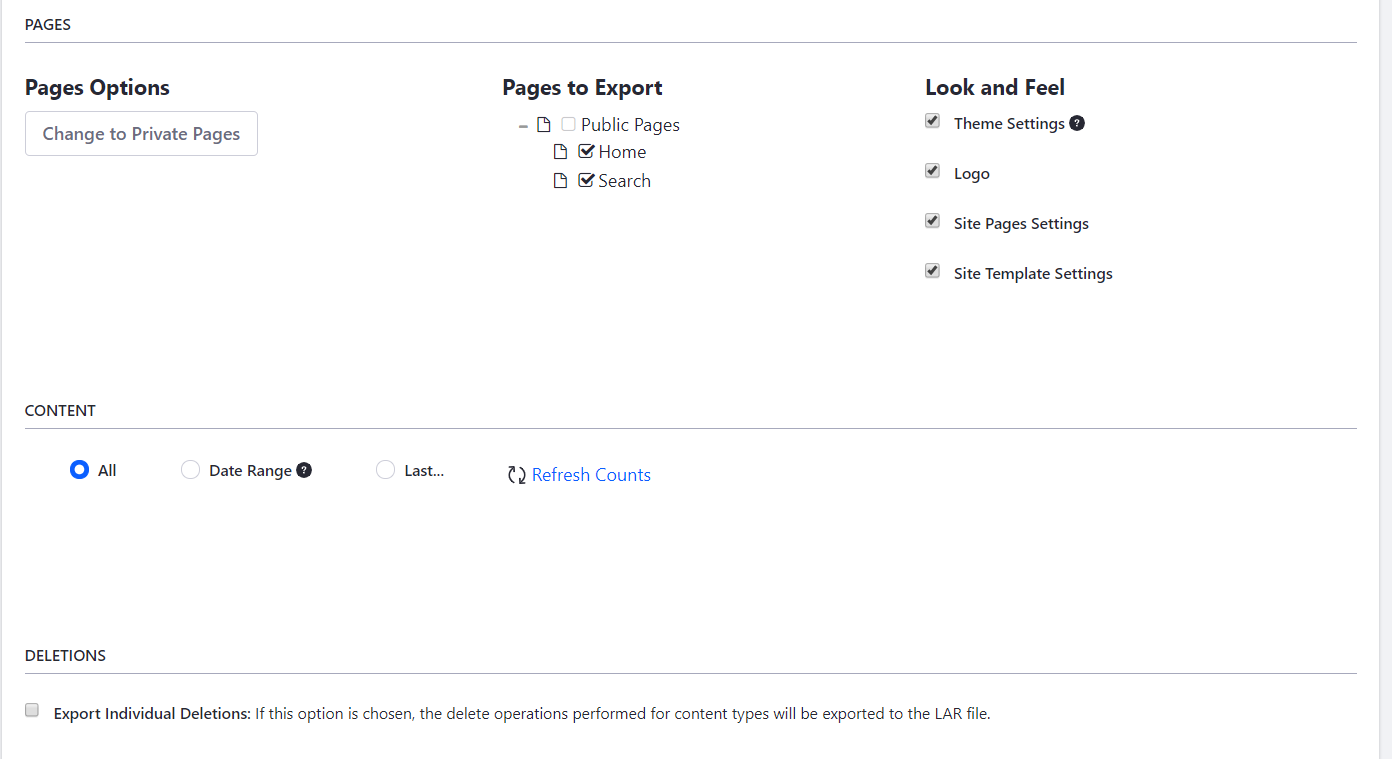 PAGES
Pages Options
Change to Private Pages
Pages to Export
Public Pages
Home
Search
Look and Feel
Theme Settings ?
Logo
Site Pages Settings
Site Template Settings
CONTENT
All Date Range ? Last... Refresh Counts
DELETIONS
Export Individual Deletions: If this option is chosen, the delete operations performed for content types will be exported to the LAR file.